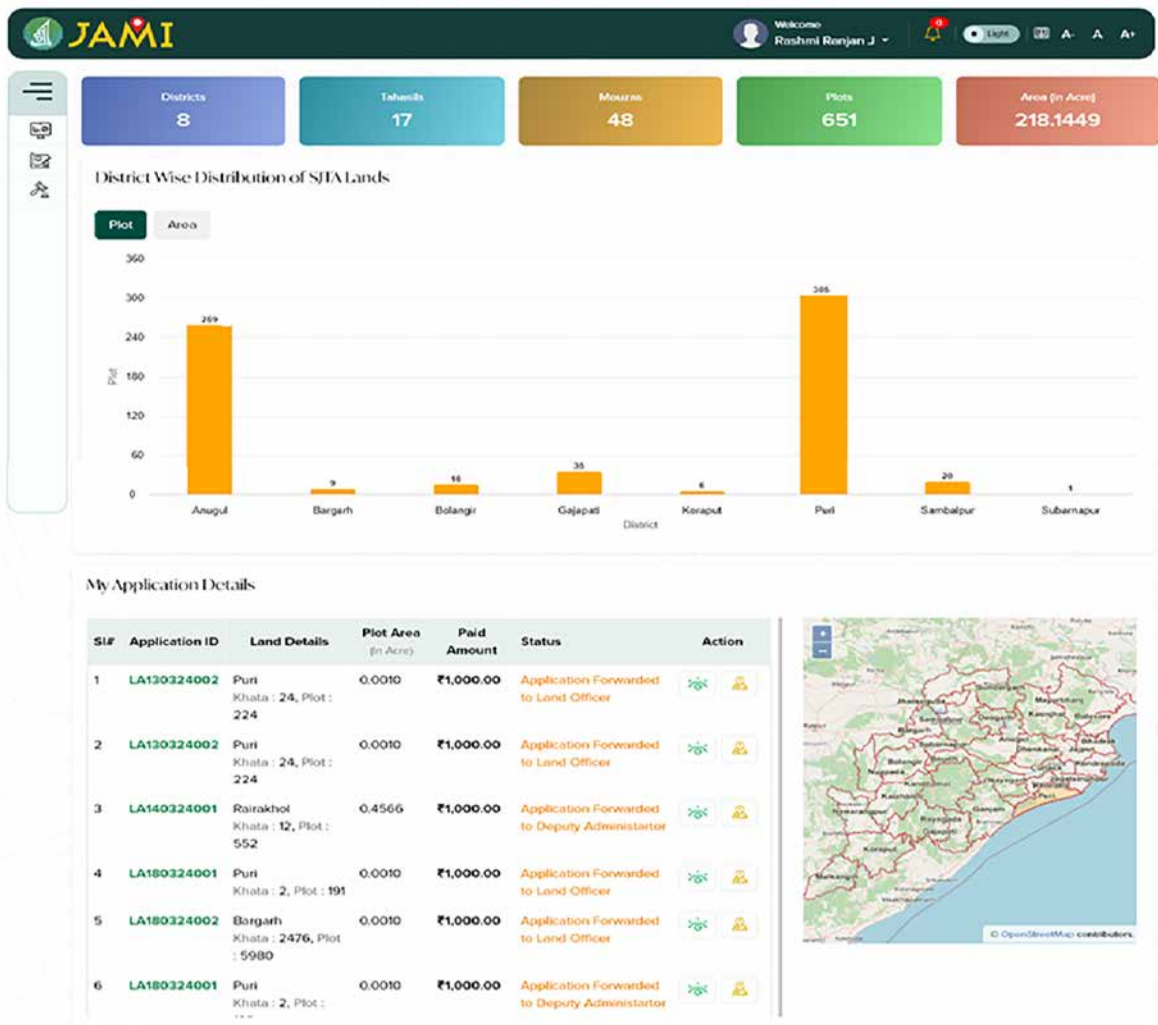 JAMI
Welcome
Rashmi Ranjan J
0
Light
A- A A+
Districts
8
Tahasils
17
Mouzas
48
Plots
651
Area (in Acre)
218.1449
District Wise Distribution of SJTA Lands
Plot Area
360
300
240
180
120
60
0
Plot
9
16
35
6
20
1
Anugul Bargarh Bolangir Gajapati Koraput Puri Sambalpur Subarnapur
District
My Application Details
Sl# Application ID Land Details Plot Area (In Acre) Paid Amount Status Action
1 LA130324002 Puri 0.0010 ₹1,000.00 Application Forwarded
Khata : 24, Plot : to Land Officer
224
2 LA130324002 Puri 0.0010 ₹1,000.00 Application Forwarded
Khata : 24, Plot : to Land Officer
224
3 LA140324001 Rairakhol 0.4566 ₹1,000.00 Application Forwarded
Khata : 12, Plot : to Deputy Administartor
552
4 LA180324001 Puri 0.0010 ₹1,000.00 Application Forwarded
Khata : 2, Plot : 191 to Land Officer
5 LA180324002 Bargarh 0.0010 ₹1,000.00 Application Forwarded
Khata : 2476, Plot to Land Officer
: 5980
6 LA180324001 Puri 0.0010 ₹1,000.00 Application Forwarded
Khata : 2, Plot : to Deputy Administartor
+
−
Sundargarh
Jharsuguda
Sambalpur
Deogarh
Bargarh
Anugul
Bolangir
Nuapada
Kalahandi
Ganjam
Rayagada
Gajapati
Koraput
Malkangiri
Puri
© OpenStreetMap contributors.